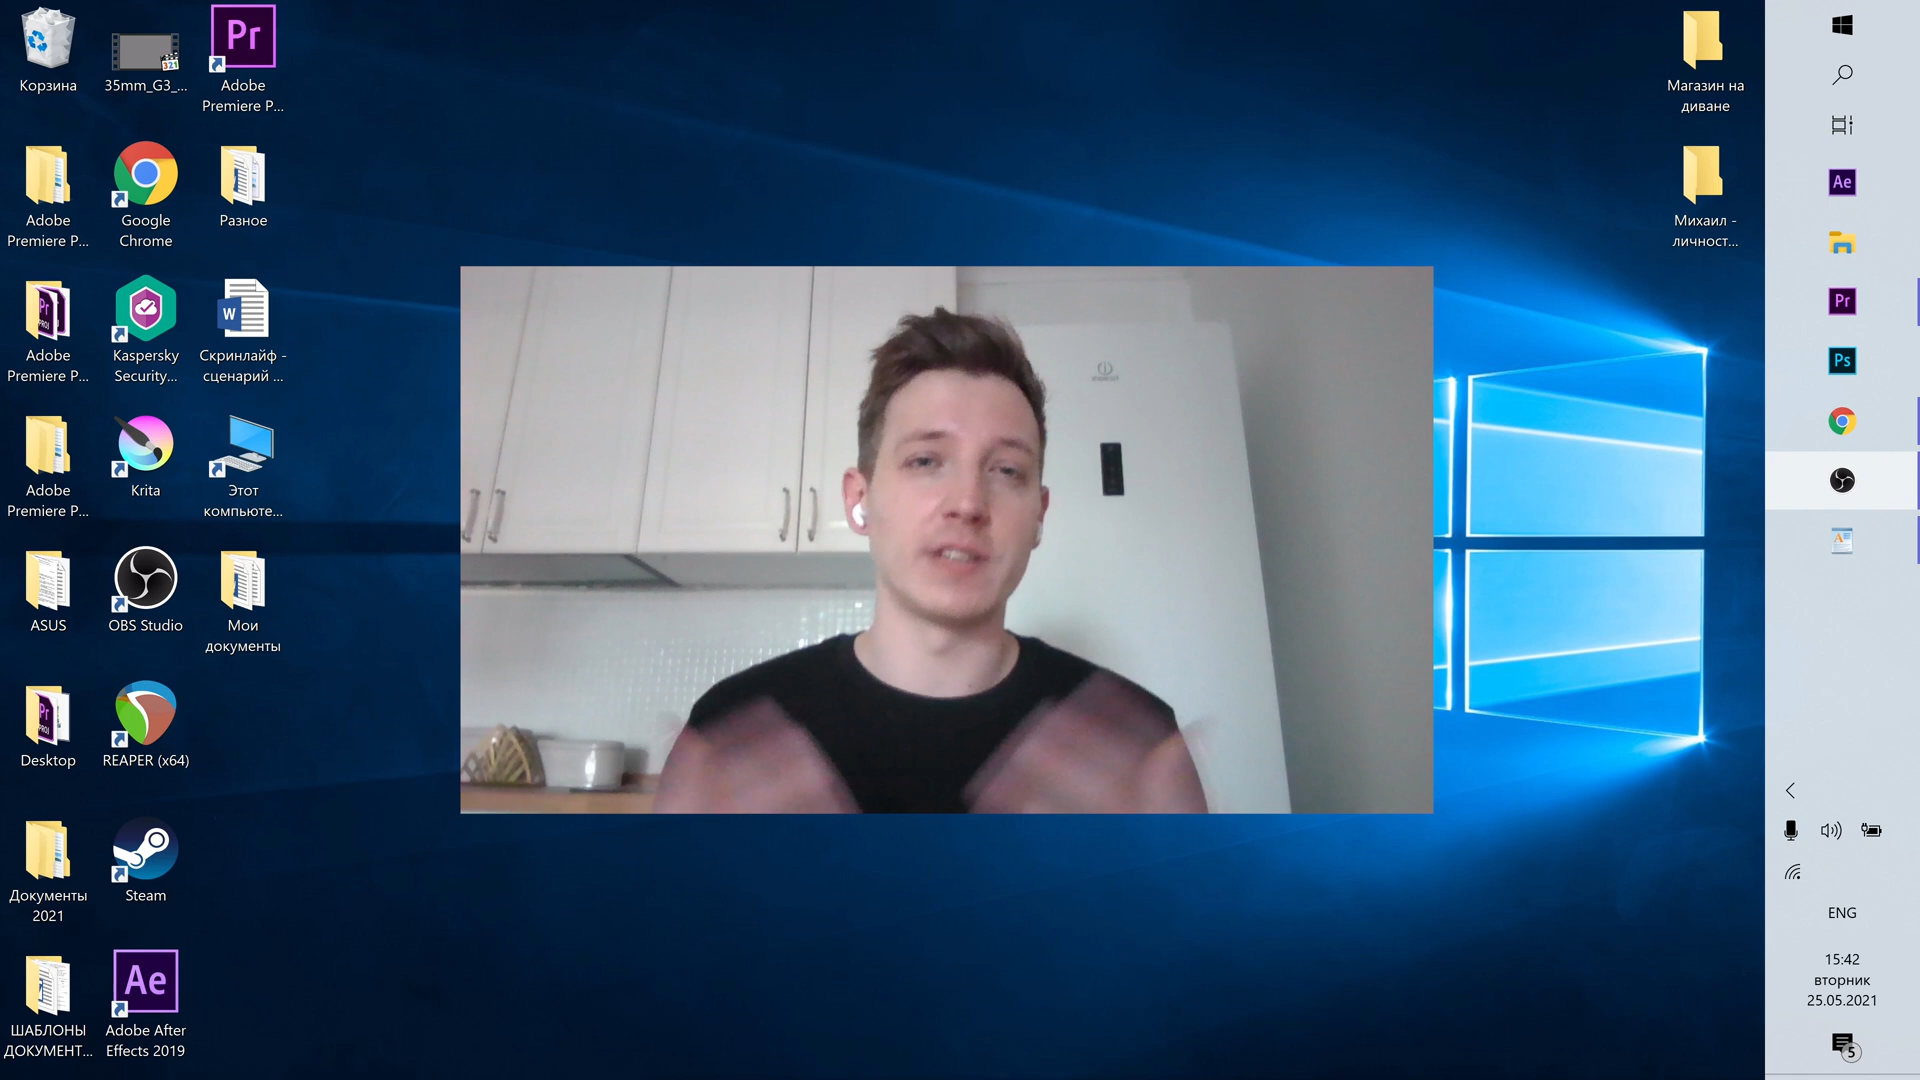 Корзина
35mm_G3_...
Pr
Adobe
Premiere P...
Adobe
Premiere P...
Google
Chrome
Разное
Adobe
Premiere P...
Kaspersky
Security...
W
Скринлайф -
сценарий ...
Adobe
Premiere P...
Krita
Этот
компьюте...
ASUS
OBS Studio
Мои
документы
Desktop
REAPER (x64)
Документы
2021
Steam
ШАБЛОНЫ
ДОКУМЕНТ...
Ae
Adobe After
Effects 2019
Магазин на
диване
Михаил -
личност...
Ae
Pr
Ps
ENG
15:42
вторник
25.05.2021
5